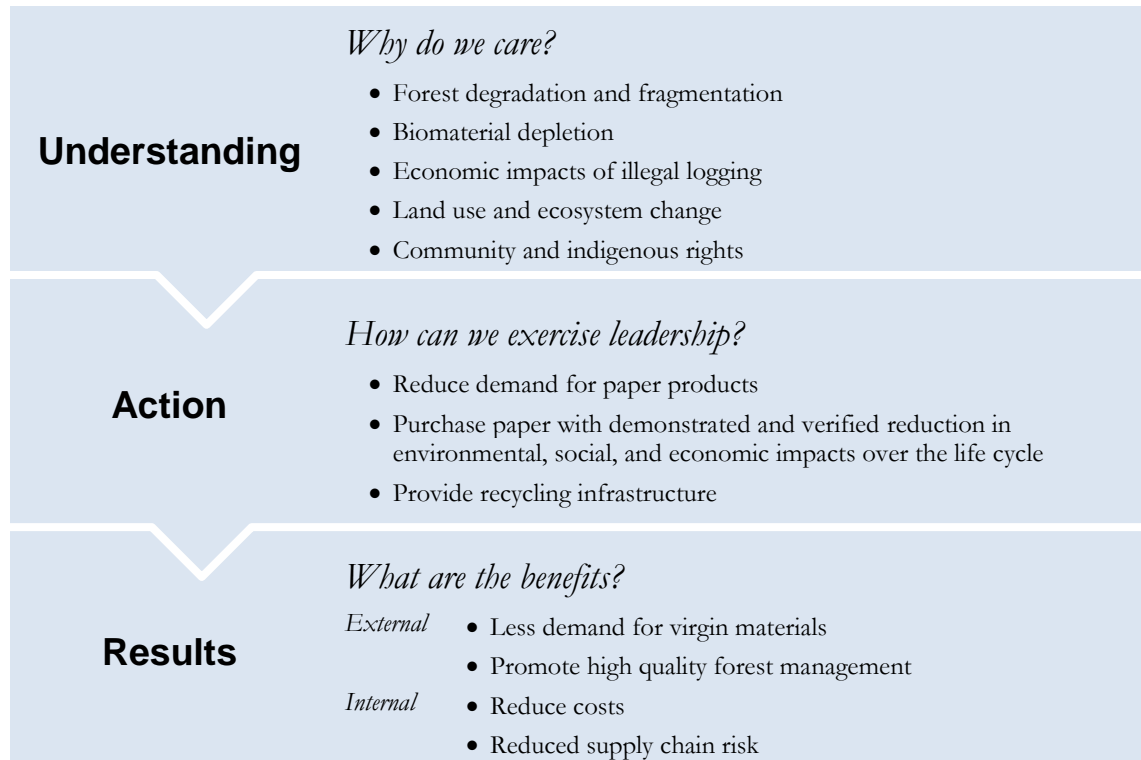 Understanding
Why do we care?
• Forest degradation and fragmentation
• Biomaterial depletion
• Economic impacts of illegal logging
• Land use and ecosystem change
• Community and indigenous rights
Action
How can we exercise leadership?
• Reduce demand for paper products
• Purchase paper with demonstrated and verified reduction in
environmental, social, and economic impacts over the life cycle
• Provide recycling infrastructure
Results
What are the benefits?
External • Less demand for virgin materials
• Promote high quality forest management
Internal • Reduce costs
• Reduced supply chain risk